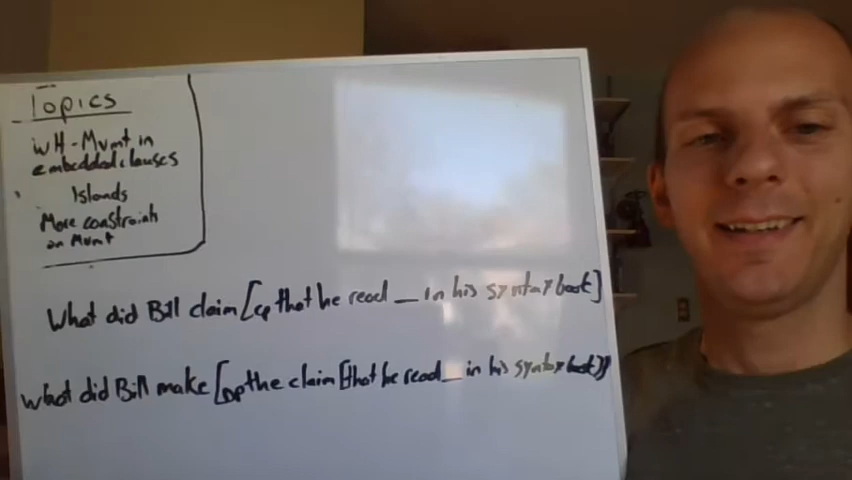 Topics
WH-Mvmt in
embedded clauses
Islands
More constraints
on Mvmt
What did Bill claim [CP that he read __ in his syntax book]
What did Bill make [DP the claim [that he read __ in his syntax book]]